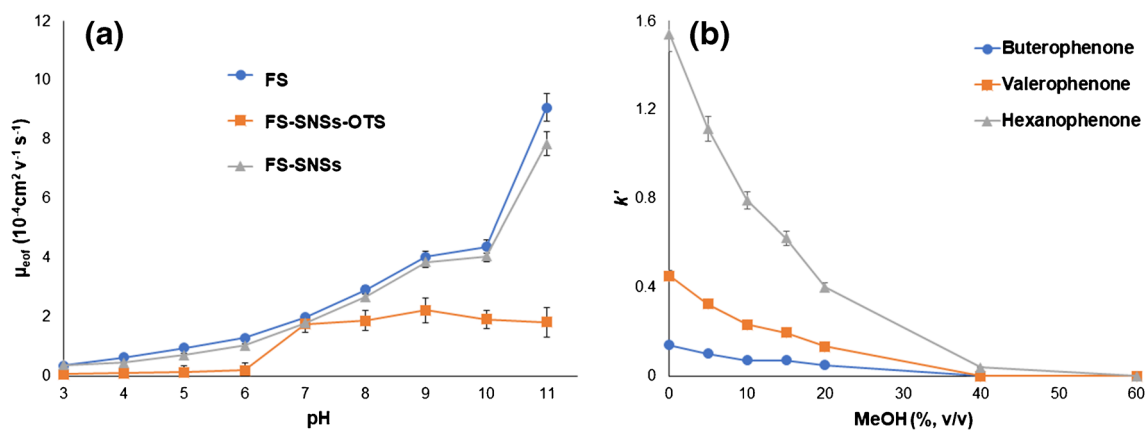 (a)
12
10
8
6
4
2
0
μeof (10⁻⁴cm² v⁻¹ s⁻¹)
FS
FS-SNSs-OTS
FS-SNSs
3 4 5 6 7 8 9 10 11
pH
(b)
1.6
1.2
0.8
0.4
0
k'
Buterophenone
Valerophenone
Hexanophenone
0 10 20 30 40 50 60
MeOH (%, v/v)